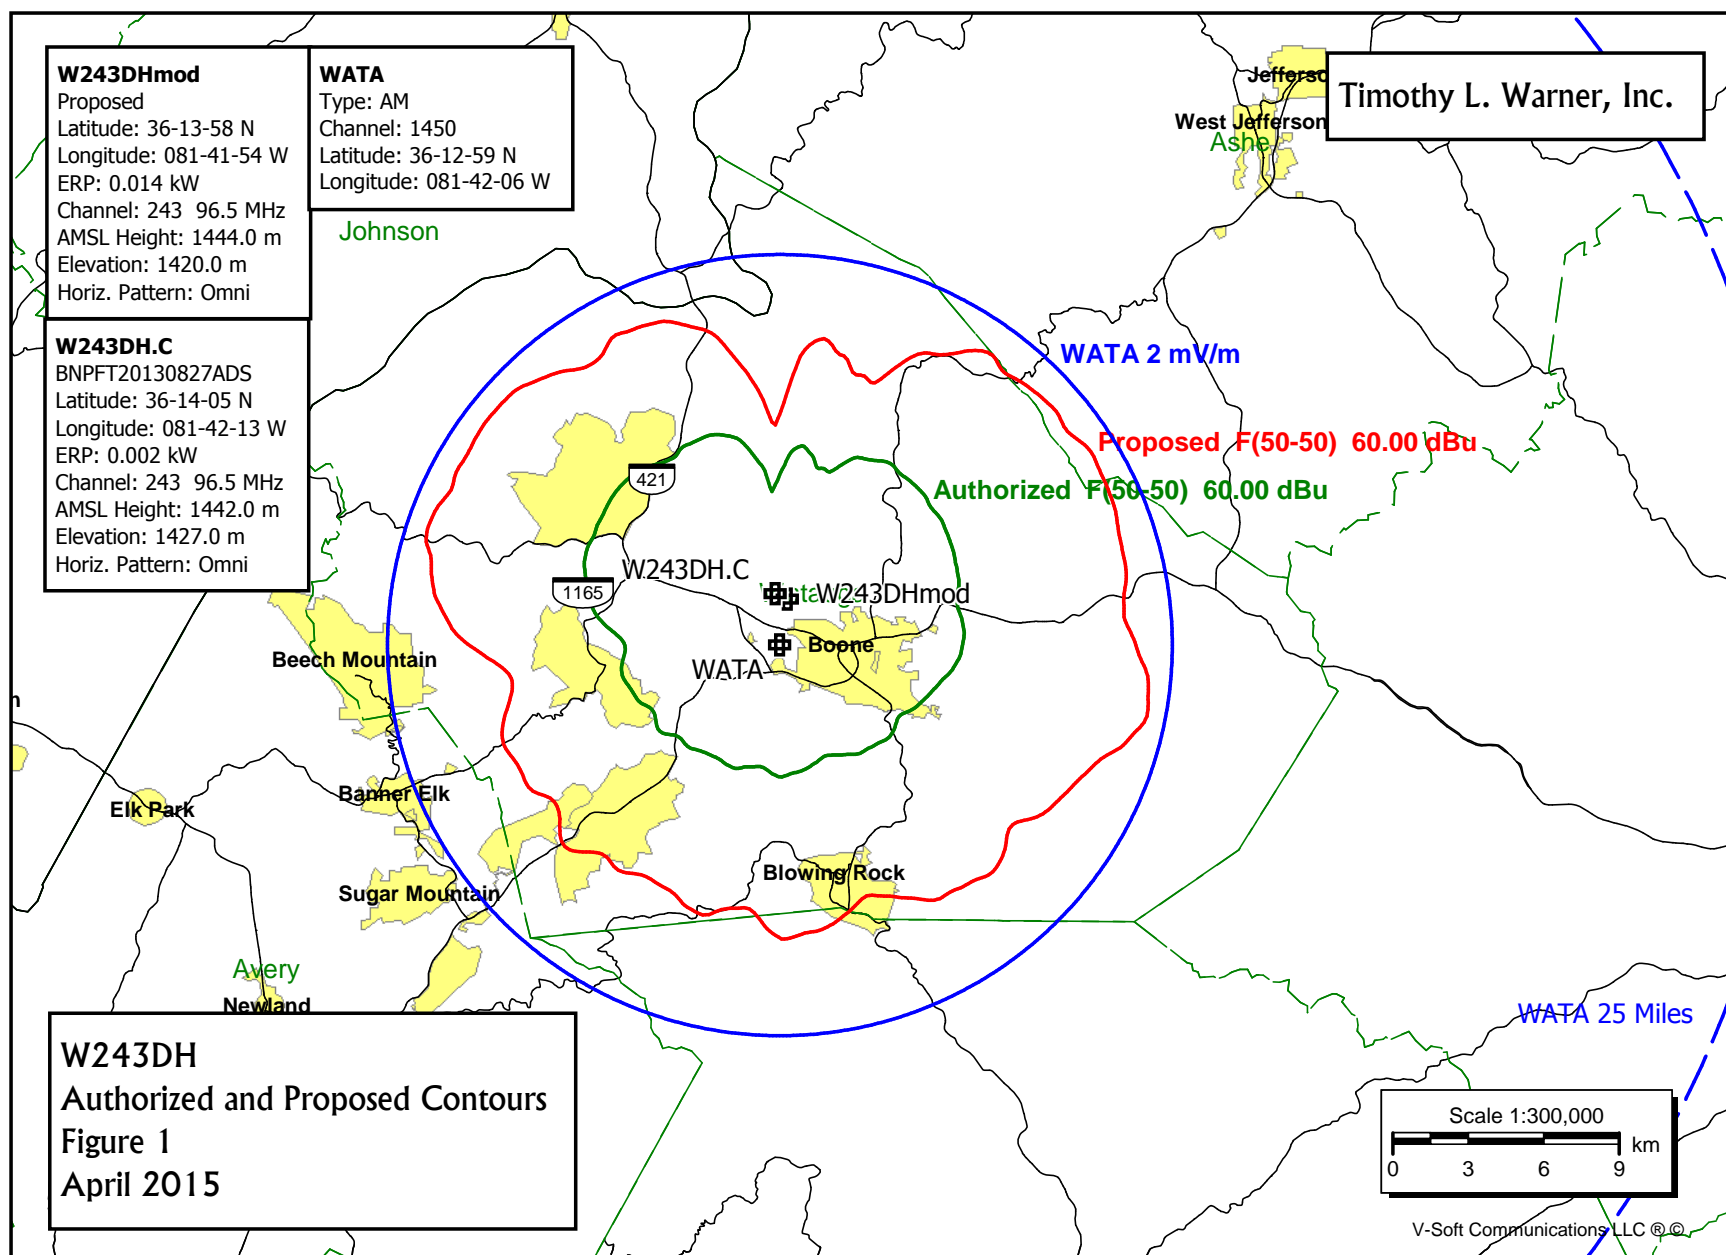 W243DHmod
Proposed
Latitude: 36-13-58 N
Longitude: 081-41-54 W
ERP: 0.014 kW
Channel: 243  96.5 MHz
AMSL Height: 1444.0 m
Elevation: 1420.0 m
Horiz. Pattern: Omni
WATA
Type: AM
Channel: 1450
Latitude: 36-12-59 N
Longitude: 081-42-06 W
W243DH.C
BNPFT20130827ADS
Latitude: 36-14-05 N
Longitude: 081-42-13 W
ERP: 0.002 kW
Channel: 243  96.5 MHz
AMSL Height: 1442.0 m
Elevation: 1427.0 m
Horiz. Pattern: Omni
Timothy L. Warner, Inc.
West Jefferson
Ashe
Johnson
WATA 2 mV/m
Proposed  F(50-50)  60.00 dBu
Authorized  F(50-50)  60.00 dBu
421
1165
W243DH.C
W243DHmod
Boone
WATA
Beech Mountain
Banner Elk
Elk Park
Sugar Mountain
Blowing Rock
Avery
Newland
WATA 25 Miles
W243DH
Authorized and Proposed Contours
Figure 1
April 2015
Scale 1:300,000
km
0 3 6 9
V-Soft Communications LLC ® ©